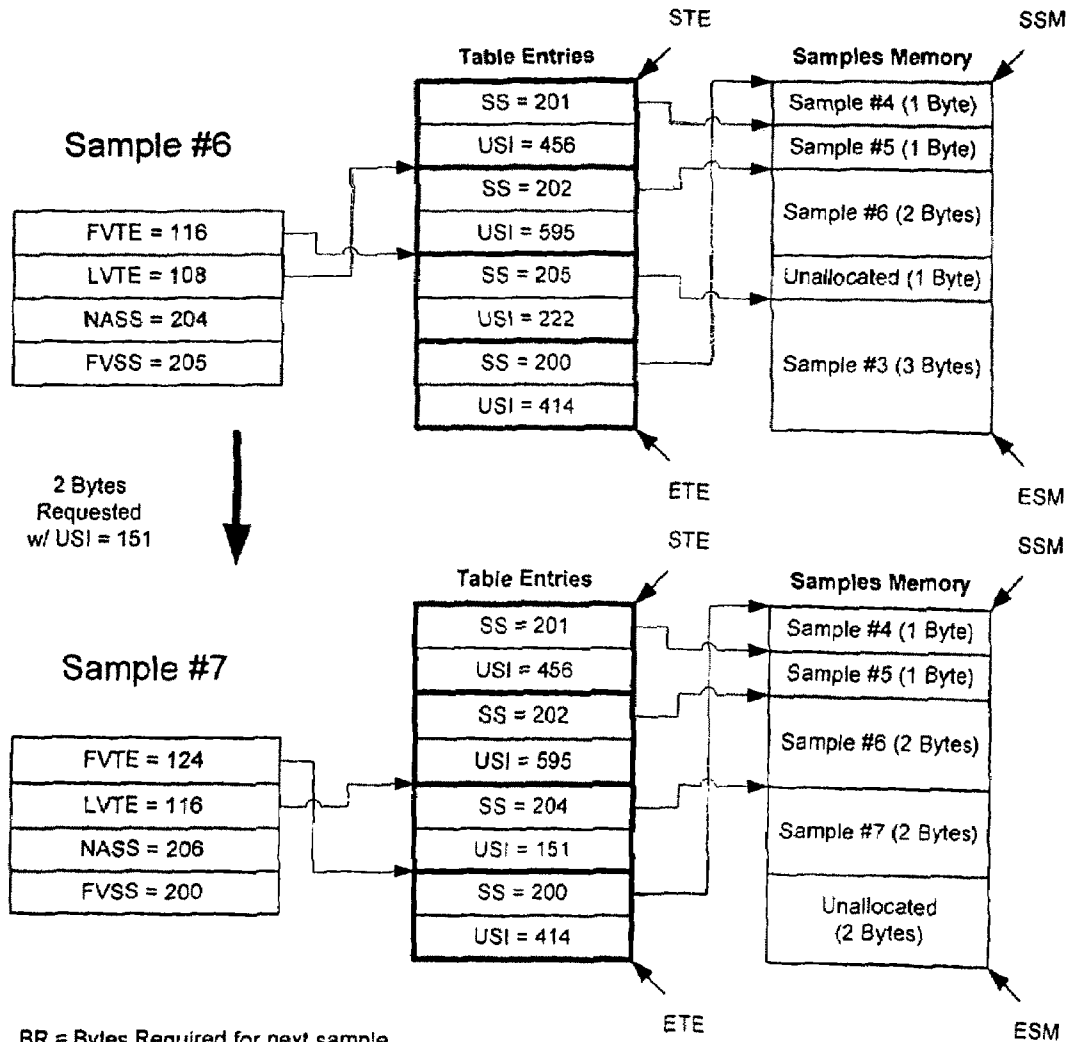 STE
SSM
Table Entries
Samples Memory
Sample #6
FVTE = 116
LVTE = 108
NASS = 204
FVSS = 205
SS = 201
USI = 456
SS = 202
USI = 595
SS = 205
USI = 222
SS = 200
USI = 414
Sample #4 (1 Byte)
Sample #5 (1 Byte)
Sample #6 (2 Bytes)
Unallocated (1 Byte)
Sample #3 (3 Bytes)
ETE
ESM
2 Bytes
Requested
w/ USI = 151
STE
SSM
Table Entries
Samples Memory
Sample #7
FVTE = 124
LVTE = 116
NASS = 206
FVSS = 200
SS = 201
USI = 456
SS = 202
USI = 595
SS = 204
USI = 151
SS = 200
USI = 414
Sample #4 (1 Byte)
Sample #5 (1 Byte)
Sample #6 (2 Bytes)
Sample #7 (2 Bytes)
Unallocated
(2 Bytes)
ETE
ESM
BR = Bytes Required for next sample